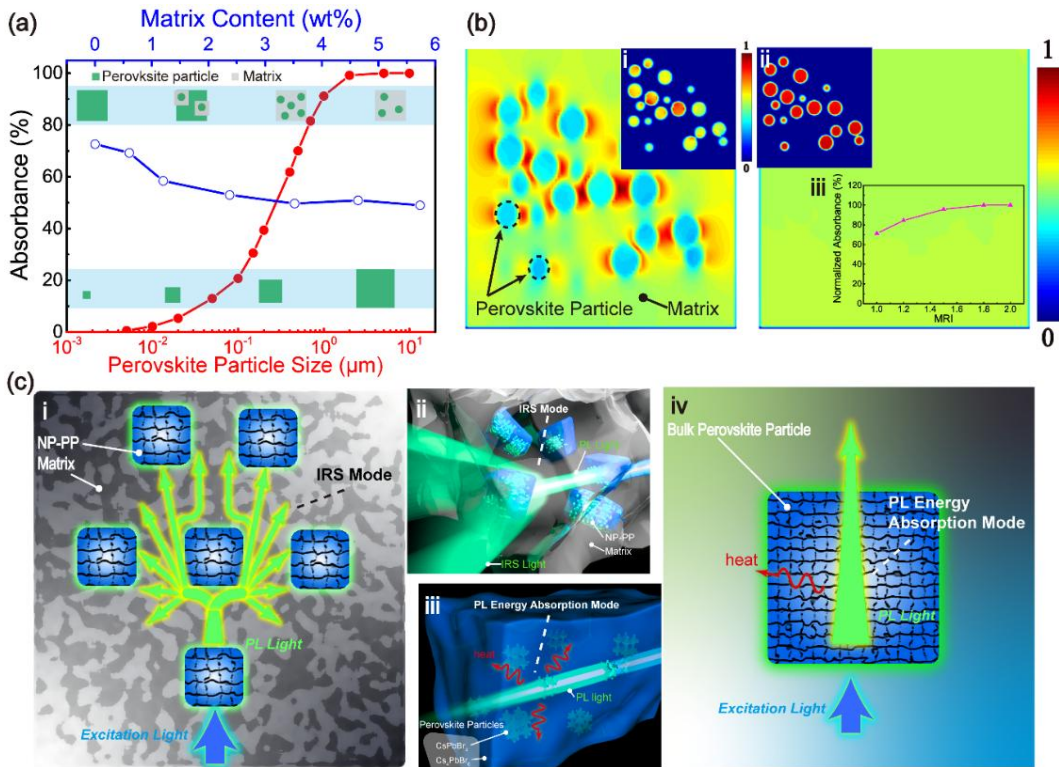 (a)
Matrix Content (wt%)
0 1 2 3 4 5 6
Perovksite particle Matrix
Absorbance (%)
100
80
60
40
20
0
10-3 10-2 10-1 100 101
Perovskite Particle Size (µm)
(b)
i
1
0
ii
Perovskite Particle
Matrix
iii
Normalized Absorbance (%)
120
100
80
60
40
20
0
1.0 1.2 1.4 1.6 1.8 2.0
MRI
1
0
(c)
i
NP-PP
Matrix
IRS Mode
PL Light
Excitation Light
ii
IRS Mode
PL Light
NP-PP
Matrix
IRS Light
iii
PL Energy Absorption Mode
heat
PL light
Perovskite Particles
CsPbBr3
Cs4PbBr6
iv
Bulk Perovskite Particle
PL Energy
Absorption Mode
heat
PL Light
Excitation Light